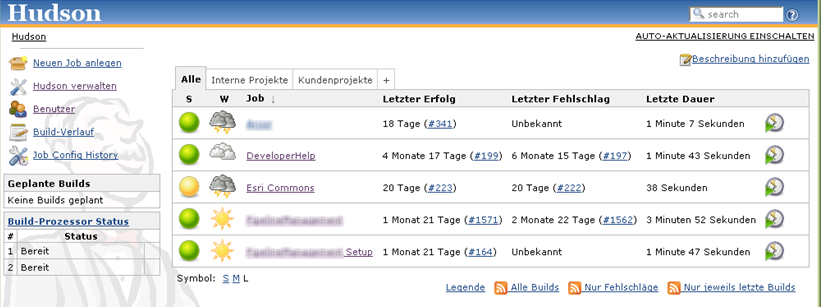 Hudson
search
Hudson
AUTO-AKTUALISIERUNG EINSCHALTEN
Neuen Job anlegen
Hudson verwalten
Benutzer
Build-Verlauf
Job Config History
Geplante Builds
Keine Builds geplant
Build-Prozessor Status
# Status
1 Bereit
2 Bereit
Beschreibung hinzufügen
Alle Interne Projekte Kundenprojekte +
S W Job ↓ Letzter Erfolg Letzter Fehlschlag Letzte Dauer
18 Tage (#341) Unbekannt 1 Minute 7 Sekunden
DeveloperHelp 4 Monate 17 Tage (#199) 6 Monate 15 Tage (#197) 1 Minute 43 Sekunden
Esri Commons 20 Tage (#223) 20 Tage (#222) 38 Sekunden
1 Monat 21 Tage (#1571) 2 Monate 22 Tage (#1562) 3 Minuten 52 Sekunden
Setup 1 Monat 21 Tage (#164) Unbekannt 1 Minute 47 Sekunden
Symbol: S M L
Legende Alle Builds Nur Fehlschläge Nur jeweils letzte Builds